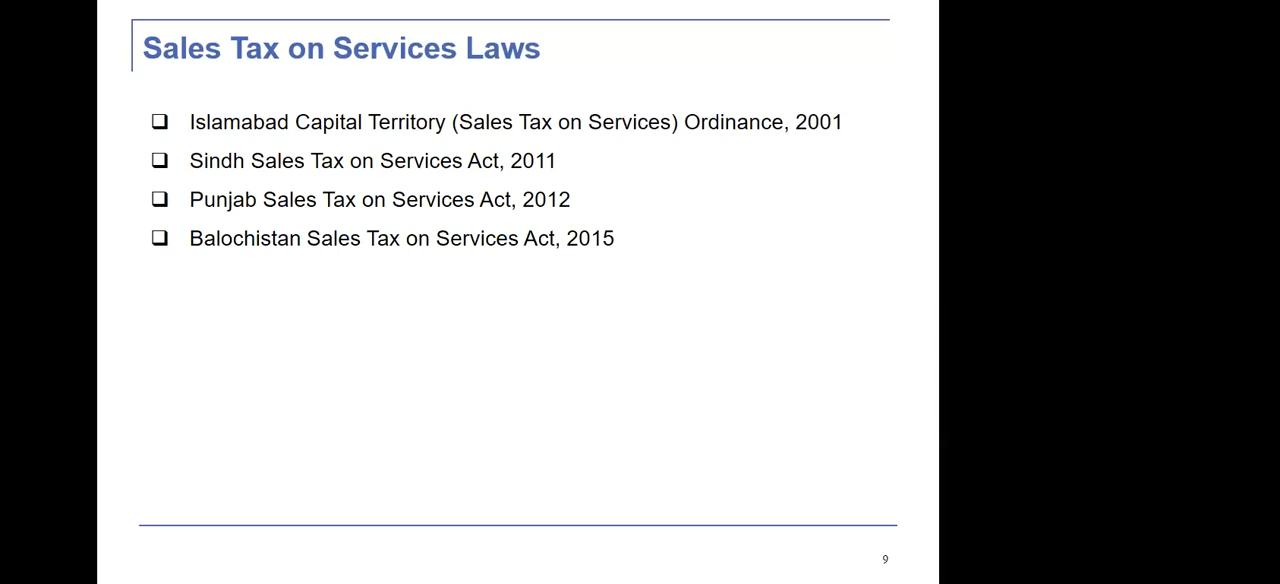 Sales Tax on Services Laws
❑ Islamabad Capital Territory (Sales Tax on Services) Ordinance, 2001
❑ Sindh Sales Tax on Services Act, 2011
❑ Punjab Sales Tax on Services Act, 2012
❑ Balochistan Sales Tax on Services Act, 2015
9